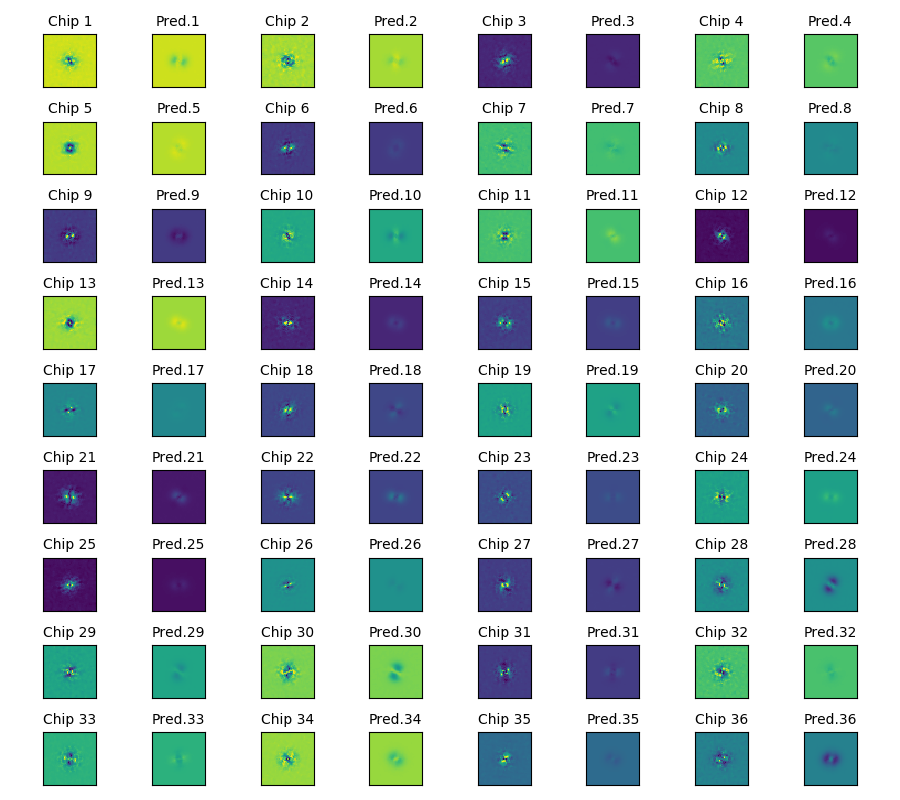 Chip 1 Pred.1 Chip 2 Pred.2 Chip 3 Pred.3 Chip 4 Pred.4
Chip 5 Pred.5 Chip 6 Pred.6 Chip 7 Pred.7 Chip 8 Pred.8
Chip 9 Pred.9 Chip 10 Pred.10 Chip 11 Pred.11 Chip 12 Pred.12
Chip 13 Pred.13 Chip 14 Pred.14 Chip 15 Pred.15 Chip 16 Pred.16
Chip 17 Pred.17 Chip 18 Pred.18 Chip 19 Pred.19 Chip 20 Pred.20
Chip 21 Pred.21 Chip 22 Pred.22 Chip 23 Pred.23 Chip 24 Pred.24
Chip 25 Pred.25 Chip 26 Pred.26 Chip 27 Pred.27 Chip 28 Pred.28
Chip 29 Pred.29 Chip 30 Pred.30 Chip 31 Pred.31 Chip 32 Pred.32
Chip 33 Pred.33 Chip 34 Pred.34 Chip 35 Pred.35 Chip 36 Pred.36